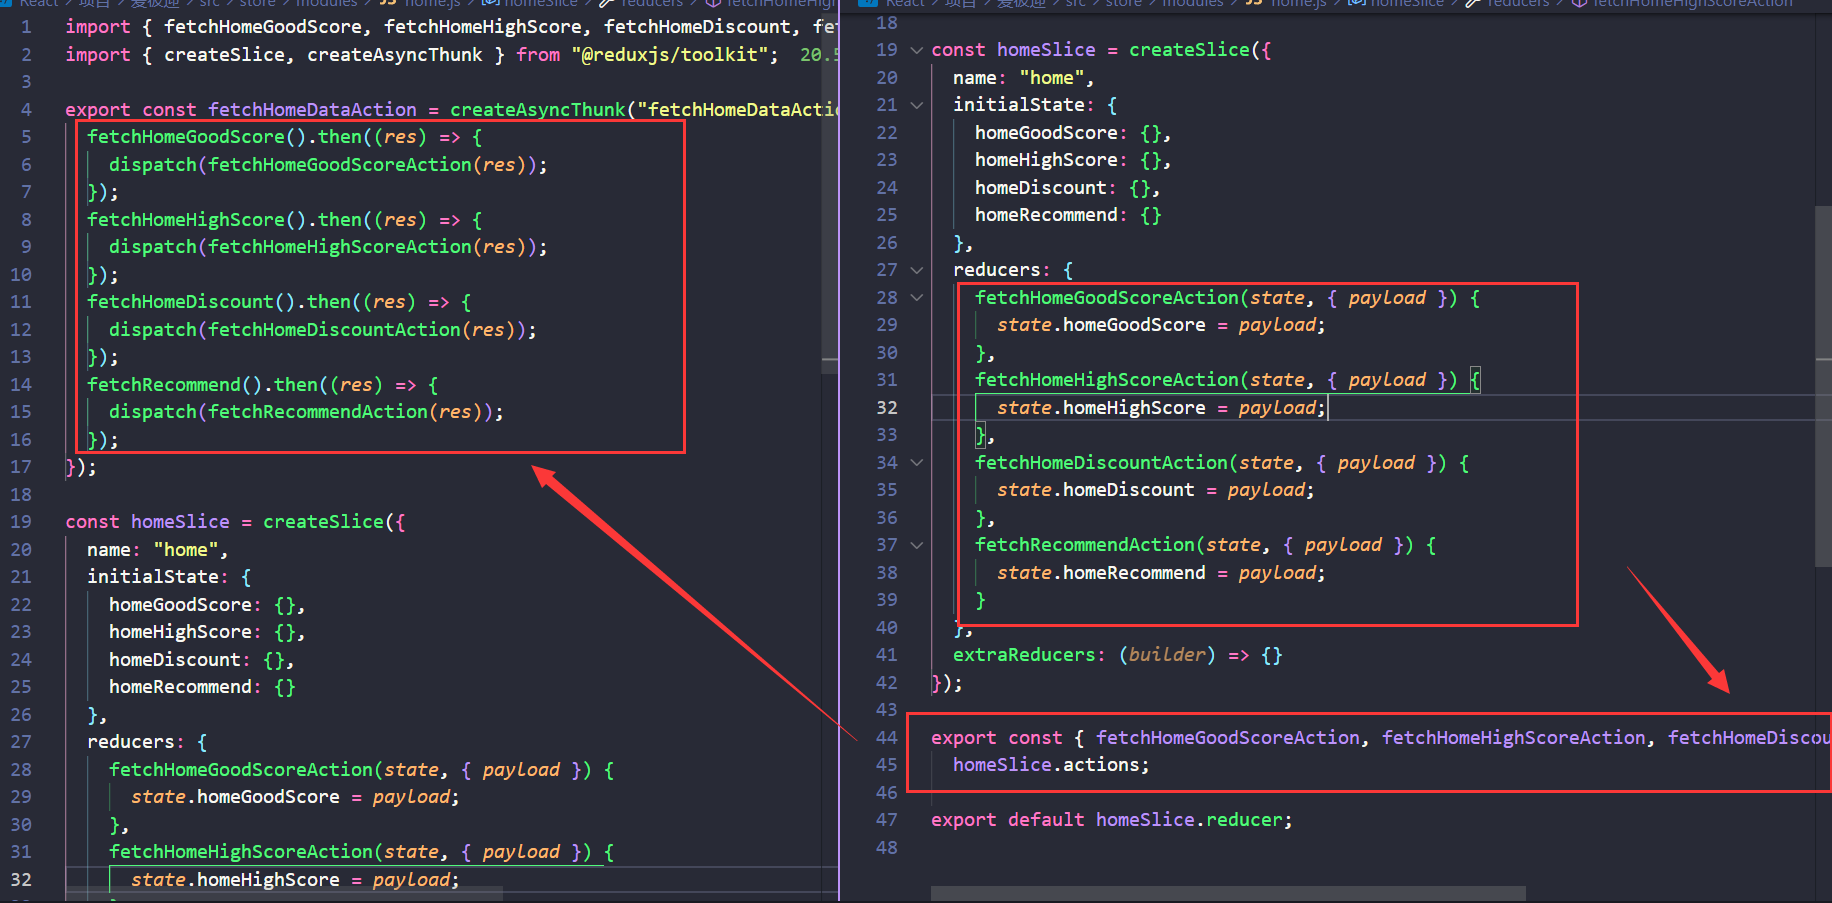 React > 项目 > 爱彼迎 > src > store > modules > JS home.js > homeSlice > reducers > fetchHomeHigh
1 import { fetchHomeGoodScore, fetchHomeHighScore, fetchHomeDiscount, fet
2 import { createSlice, createAsyncThunk } from "@reduxjs/toolkit"; 20.5
3
4 export const fetchHomeDataAction = createAsyncThunk("fetchHomeDataActio
5 fetchHomeGoodScore().then((res) => {
6 dispatch(fetchHomeGoodScoreAction(res));
7 });
8 fetchHomeHighScore().then((res) => {
9 dispatch(fetchHomeHighScoreAction(res));
10 });
11 fetchHomeDiscount().then((res) => {
12 dispatch(fetchHomeDiscountAction(res));
13 });
14 fetchRecommend().then((res) => {
15 dispatch(fetchRecommendAction(res));
16 });
17 });
18
19 const homeSlice = createSlice({
20 name: "home",
21 initialState: {
22 homeGoodScore: {},
23 homeHighScore: {},
24 homeDiscount: {},
25 homeRecommend: {}
26 },
27 reducers: {
28 fetchHomeGoodScoreAction(state, { payload }) {
29 state.homeGoodScore = payload;
30 },
31 fetchHomeHighScoreAction(state, { payload }) {
32 state.homeHighScore = payload;
React > 项目 > 爱彼迎 > src > store > modules > JS home.js > homeSlice > reducers > fetchHomeHighScoreAction
18
19 const homeSlice = createSlice({
20 name: "home",
21 initialState: {
22 homeGoodScore: {},
23 homeHighScore: {},
24 homeDiscount: {},
25 homeRecommend: {}
26 },
27 reducers: {
28 fetchHomeGoodScoreAction(state, { payload }) {
29 state.homeGoodScore = payload;
30 },
31 fetchHomeHighScoreAction(state, { payload }) {
32 state.homeHighScore = payload;
33 },
34 fetchHomeDiscountAction(state, { payload }) {
35 state.homeDiscount = payload;
36 },
37 fetchRecommendAction(state, { payload }) {
38 state.homeRecommend = payload;
39 }
40 },
41 extraReducers: (builder) => {}
42 });
43
44 export const { fetchHomeGoodScoreAction, fetchHomeHighScoreAction, fetchHomeDiscou
45 homeSlice.actions;
46
47 export default homeSlice.reducer;
48